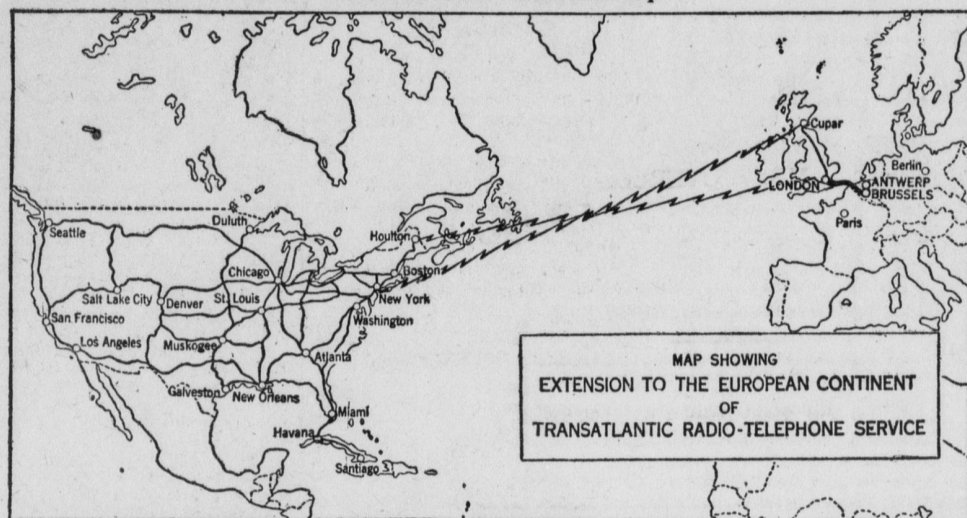 Cupar
Berlin
LONDON
ANTWERP
BRUSSELS
Paris
Seattle
Duluth
Houlton
Boston
Chicago
New York
Salt Lake City
Denver
St. Louis
Washington
San Francisco
Los Angeles
Muskogee
Atlanta
Galveston
New Orleans
Miami
Havana
Santiago
MAP SHOWING
EXTENSION TO THE EUROPEAN CONTINENT
OF
TRANSATLANTIC RADIO-TELEPHONE SERVICE